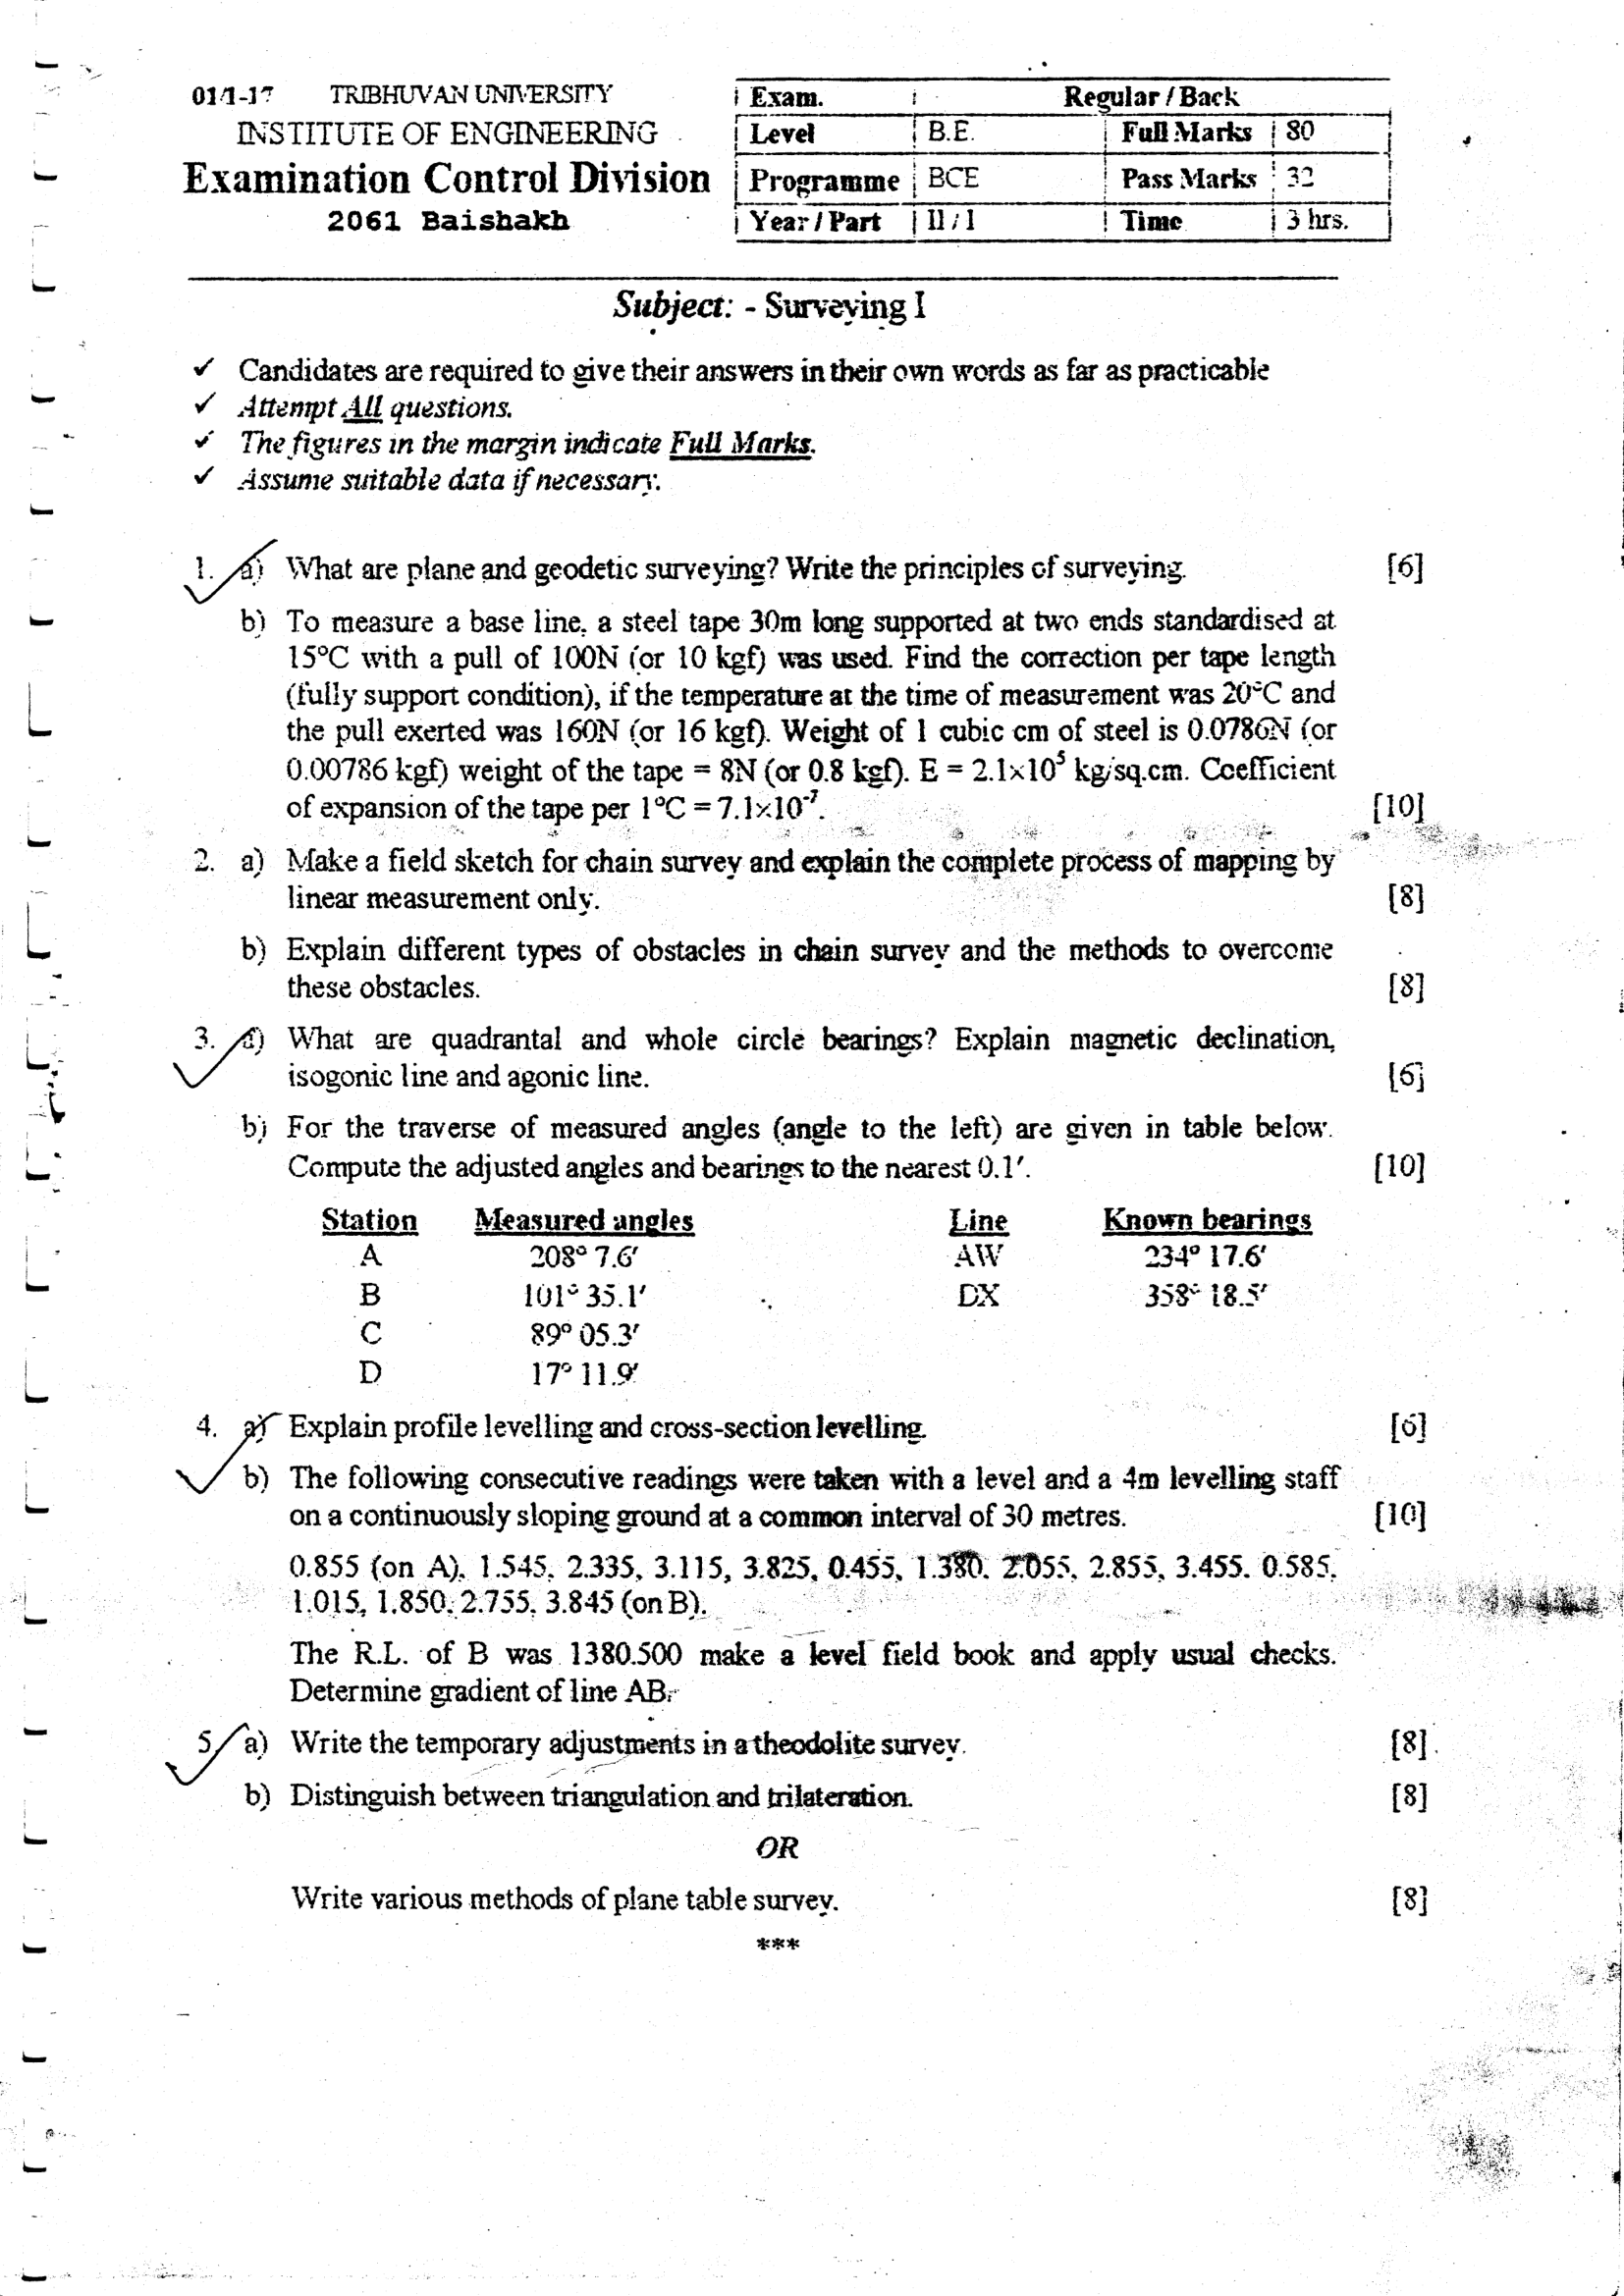 01/1-17 TRIBHUVAN UNIVERSITY
INSTITUTE OF ENGINEERING
Examination Control Division
2061 Baishakh
Exam. Regular / Back
Level B.E. Full Marks 80
Programme BCE Pass Marks 32
Year / Part II / I Time 3 hrs.
Subject: - Surveying I
✓ Candidates are required to give their answers in their own words as far as practicable
✓ Attempt All questions.
✓ The figures in the margin indicate Full Marks.
✓ Assume suitable data if necessary.
1. a) What are plane and geodetic surveying? Write the principles of surveying. [6]
b) To measure a base line, a steel tape 30m long supported at two ends standardised at
15°C with a pull of 100N (or 10 kgf) was used. Find the correction per tape length
(fully support condition), if the temperature at the time of measurement was 20°C and
the pull exerted was 160N (or 16 kgf). Weight of 1 cubic cm of steel is 0.0786N (or
0.00786 kgf) weight of the tape = 8N (or 0.8 kgf). E = 2.1×10⁵ kg/sq.cm. Coefficient
of expansion of the tape per 1°C = 7.1×10⁻⁷. [10]
2. a) Make a field sketch for chain survey and explain the complete process of mapping by
linear measurement only. [8]
b) Explain different types of obstacles in chain survey and the methods to overcome
these obstacles. [8]
3. a) What are quadrantal and whole circle bearings? Explain magnetic declination,
isogonic line and agonic line. [6]
b) For the traverse of measured angles (angle to the left) are given in table below.
Compute the adjusted angles and bearings to the nearest 0.1′. [10]
Station Measured angles Line Known bearings
A 208° 7.6′ AW 234° 17.6′
B 101° 35.1′ DX 358° 18.5′
C 89° 05.3′
D 17° 11.9′
4. a) Explain profile levelling and cross-section levelling. [6]
b) The following consecutive readings were taken with a level and a 4m levelling staff
on a continuously sloping ground at a common interval of 30 metres. [10]
0.855 (on A), 1.545, 2.335, 3.115, 3.825, 0.455, 1.380, 2.055, 2.855, 3.455, 0.585,
1.015, 1.850, 2.755, 3.845 (on B).
The R.L. of B was 1380.500 make a level field book and apply usual checks.
Determine gradient of line AB.
5. a) Write the temporary adjustments in a theodolite survey. [8]
b) Distinguish between triangulation and trilateration. [8]
OR
Write various methods of plane table survey. [8]
***